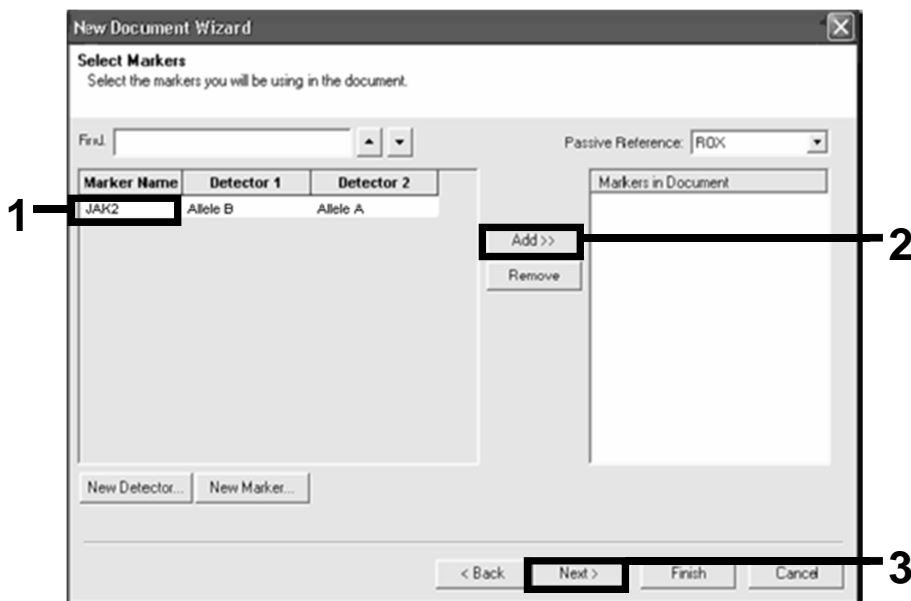 New Document Wizard
Select Markers
Select the markers you will be using in the document.
Find: Passive Reference: ROX
Marker Name Detector 1 Detector 2 Markers in Document
1 JAK2 Allele B Allele A
Add >> 2
Remove
New Detector... New Marker...
< Back Next > Finish Cancel 3